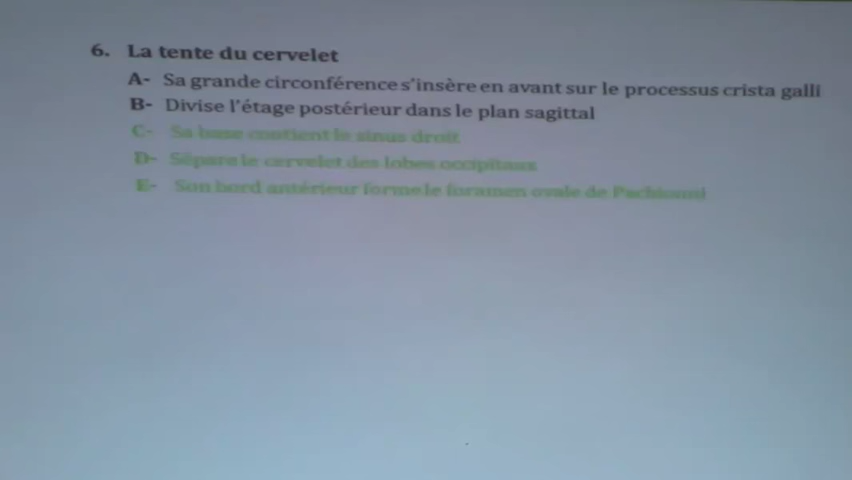 6. La tente du cervelet
A- Sa grande circonférence s'insère en avant sur le processus crista galli
B- Divise l'étage postérieur dans le plan sagittal
C- Sa base contient le sinus droit
D- Sépare le cervelet des lobes occipitaux
E- Son bord antérieur forme le foramen ovale de Pachioni